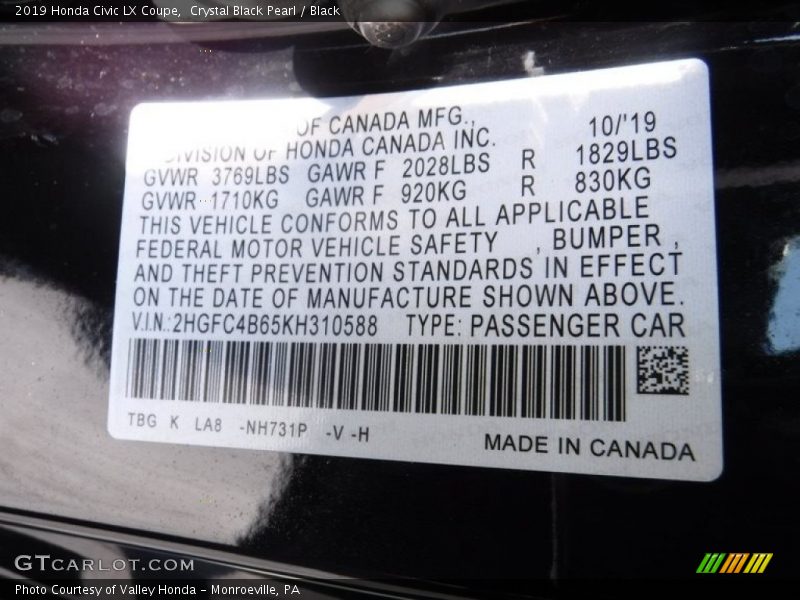 2019 Honda Civic LX Coupe,  Crystal Black Pearl / Black
OF CANADA MFG., 10/'19
DIVISION OF HONDA CANADA INC.
GVWR 3769LBS GAWR F 2028LBS R 1829LBS
GVWR 1710KG GAWR F 920KG R 830KG
THIS VEHICLE CONFORMS TO ALL APPLICABLE
FEDERAL MOTOR VEHICLE SAFETY , BUMPER ,
AND THEFT PREVENTION STANDARDS IN EFFECT
ON THE DATE OF MANUFACTURE SHOWN ABOVE.
V.I.N.:2HGFC4B65KH310588 TYPE: PASSENGER CAR
TBG K LA8 -NH731P -V -H
MADE IN CANADA
GTCARLOT.COM
Photo Courtesy of Valley Honda – Monroeville, PA